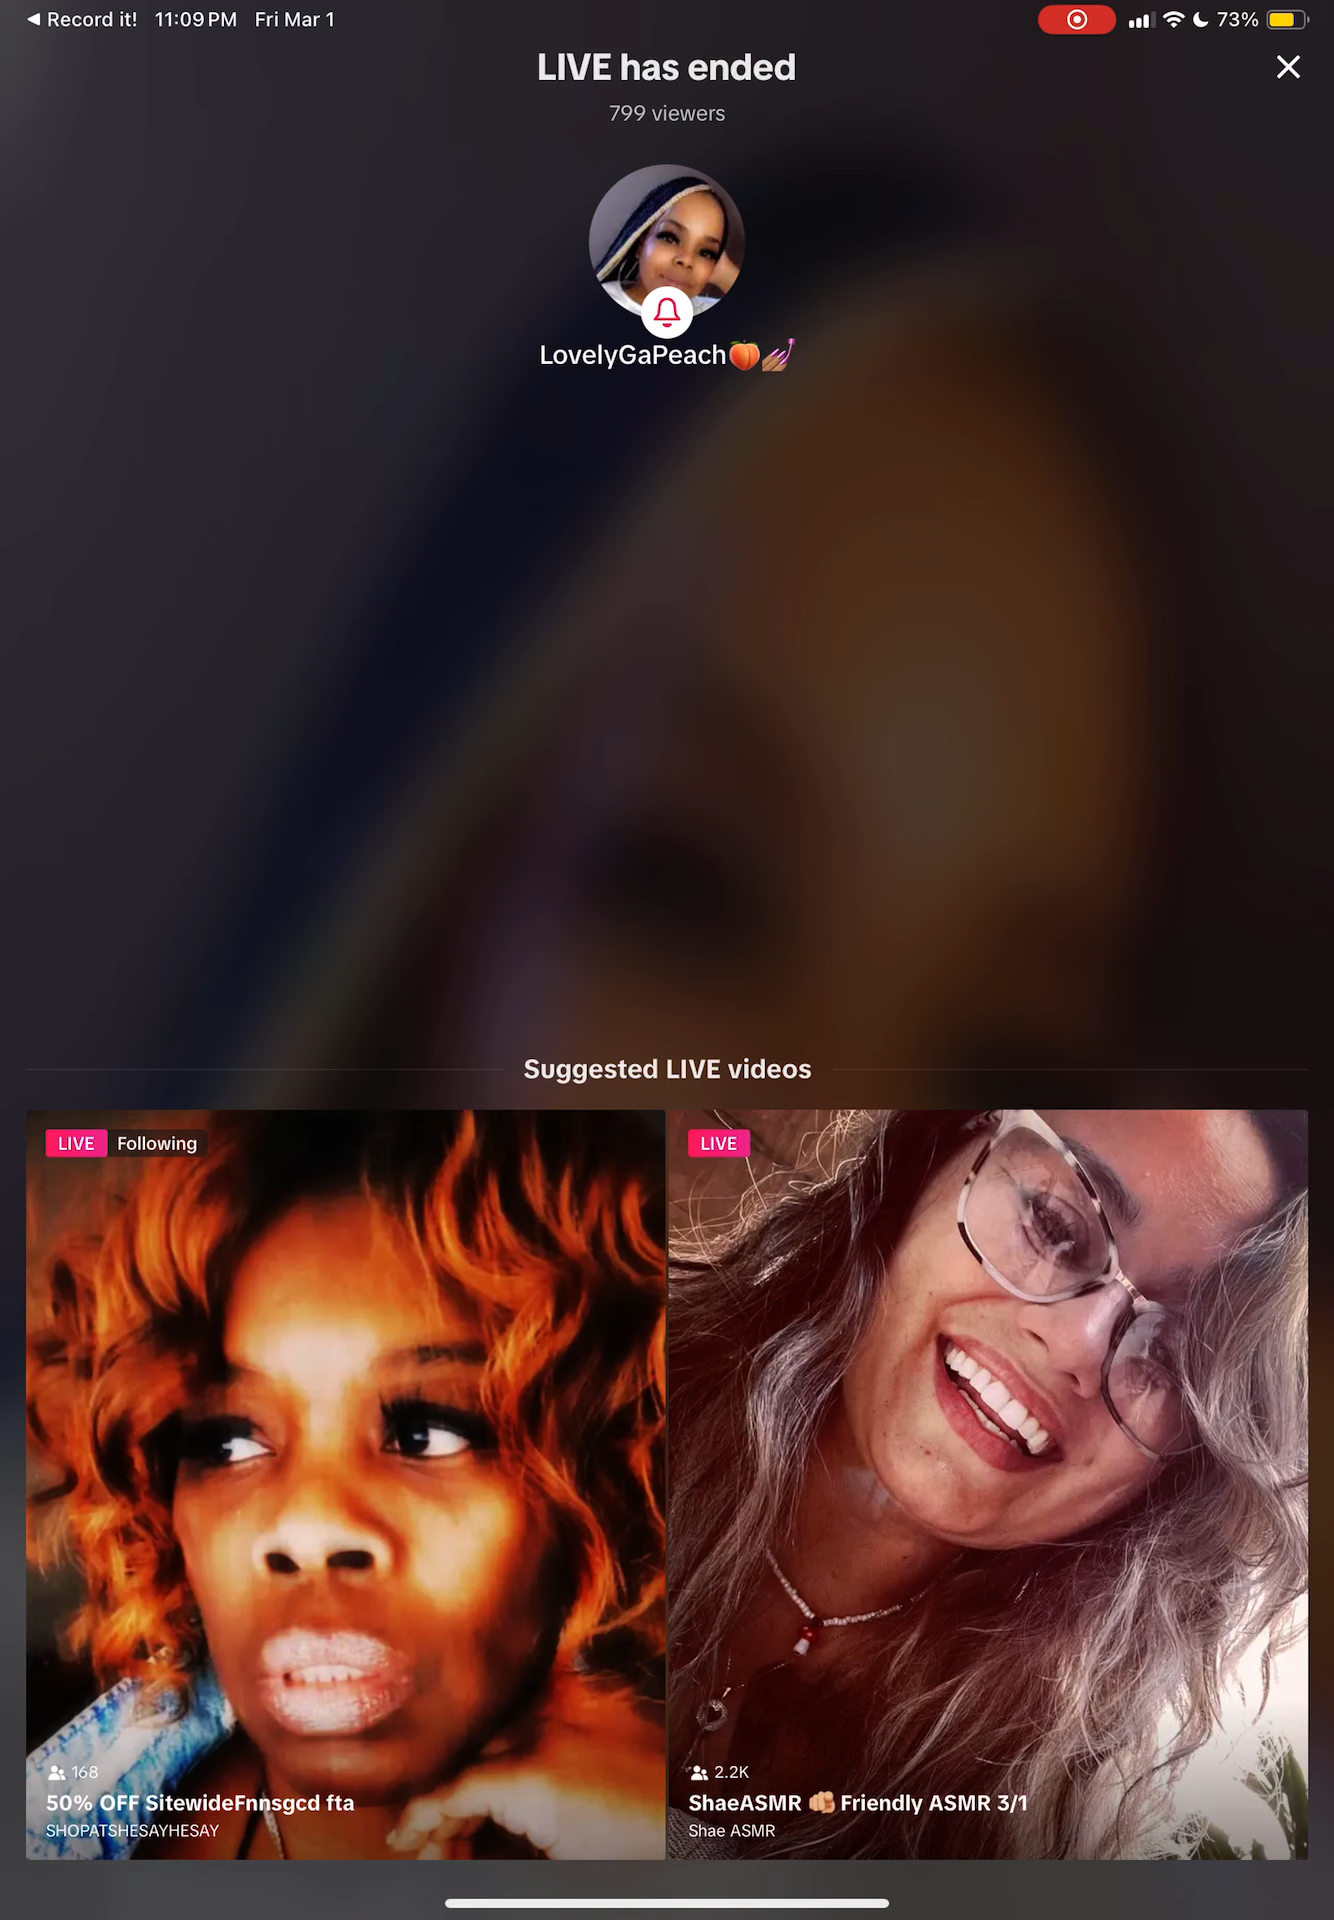 ◀ Record it! 11:09 PM Fri Mar 1 73%
LIVE has ended
799 viewers
LovelyGaPeach🍑💅🏾
Suggested LIVE videos
LIVE Following
168
50% OFF SitewideFnnsgcd fta
SHOPATSHESAYHESAY
LIVE
2.2K
ShaeASMR 🫵🏼 Friendly ASMR 3/1
Shae ASMR